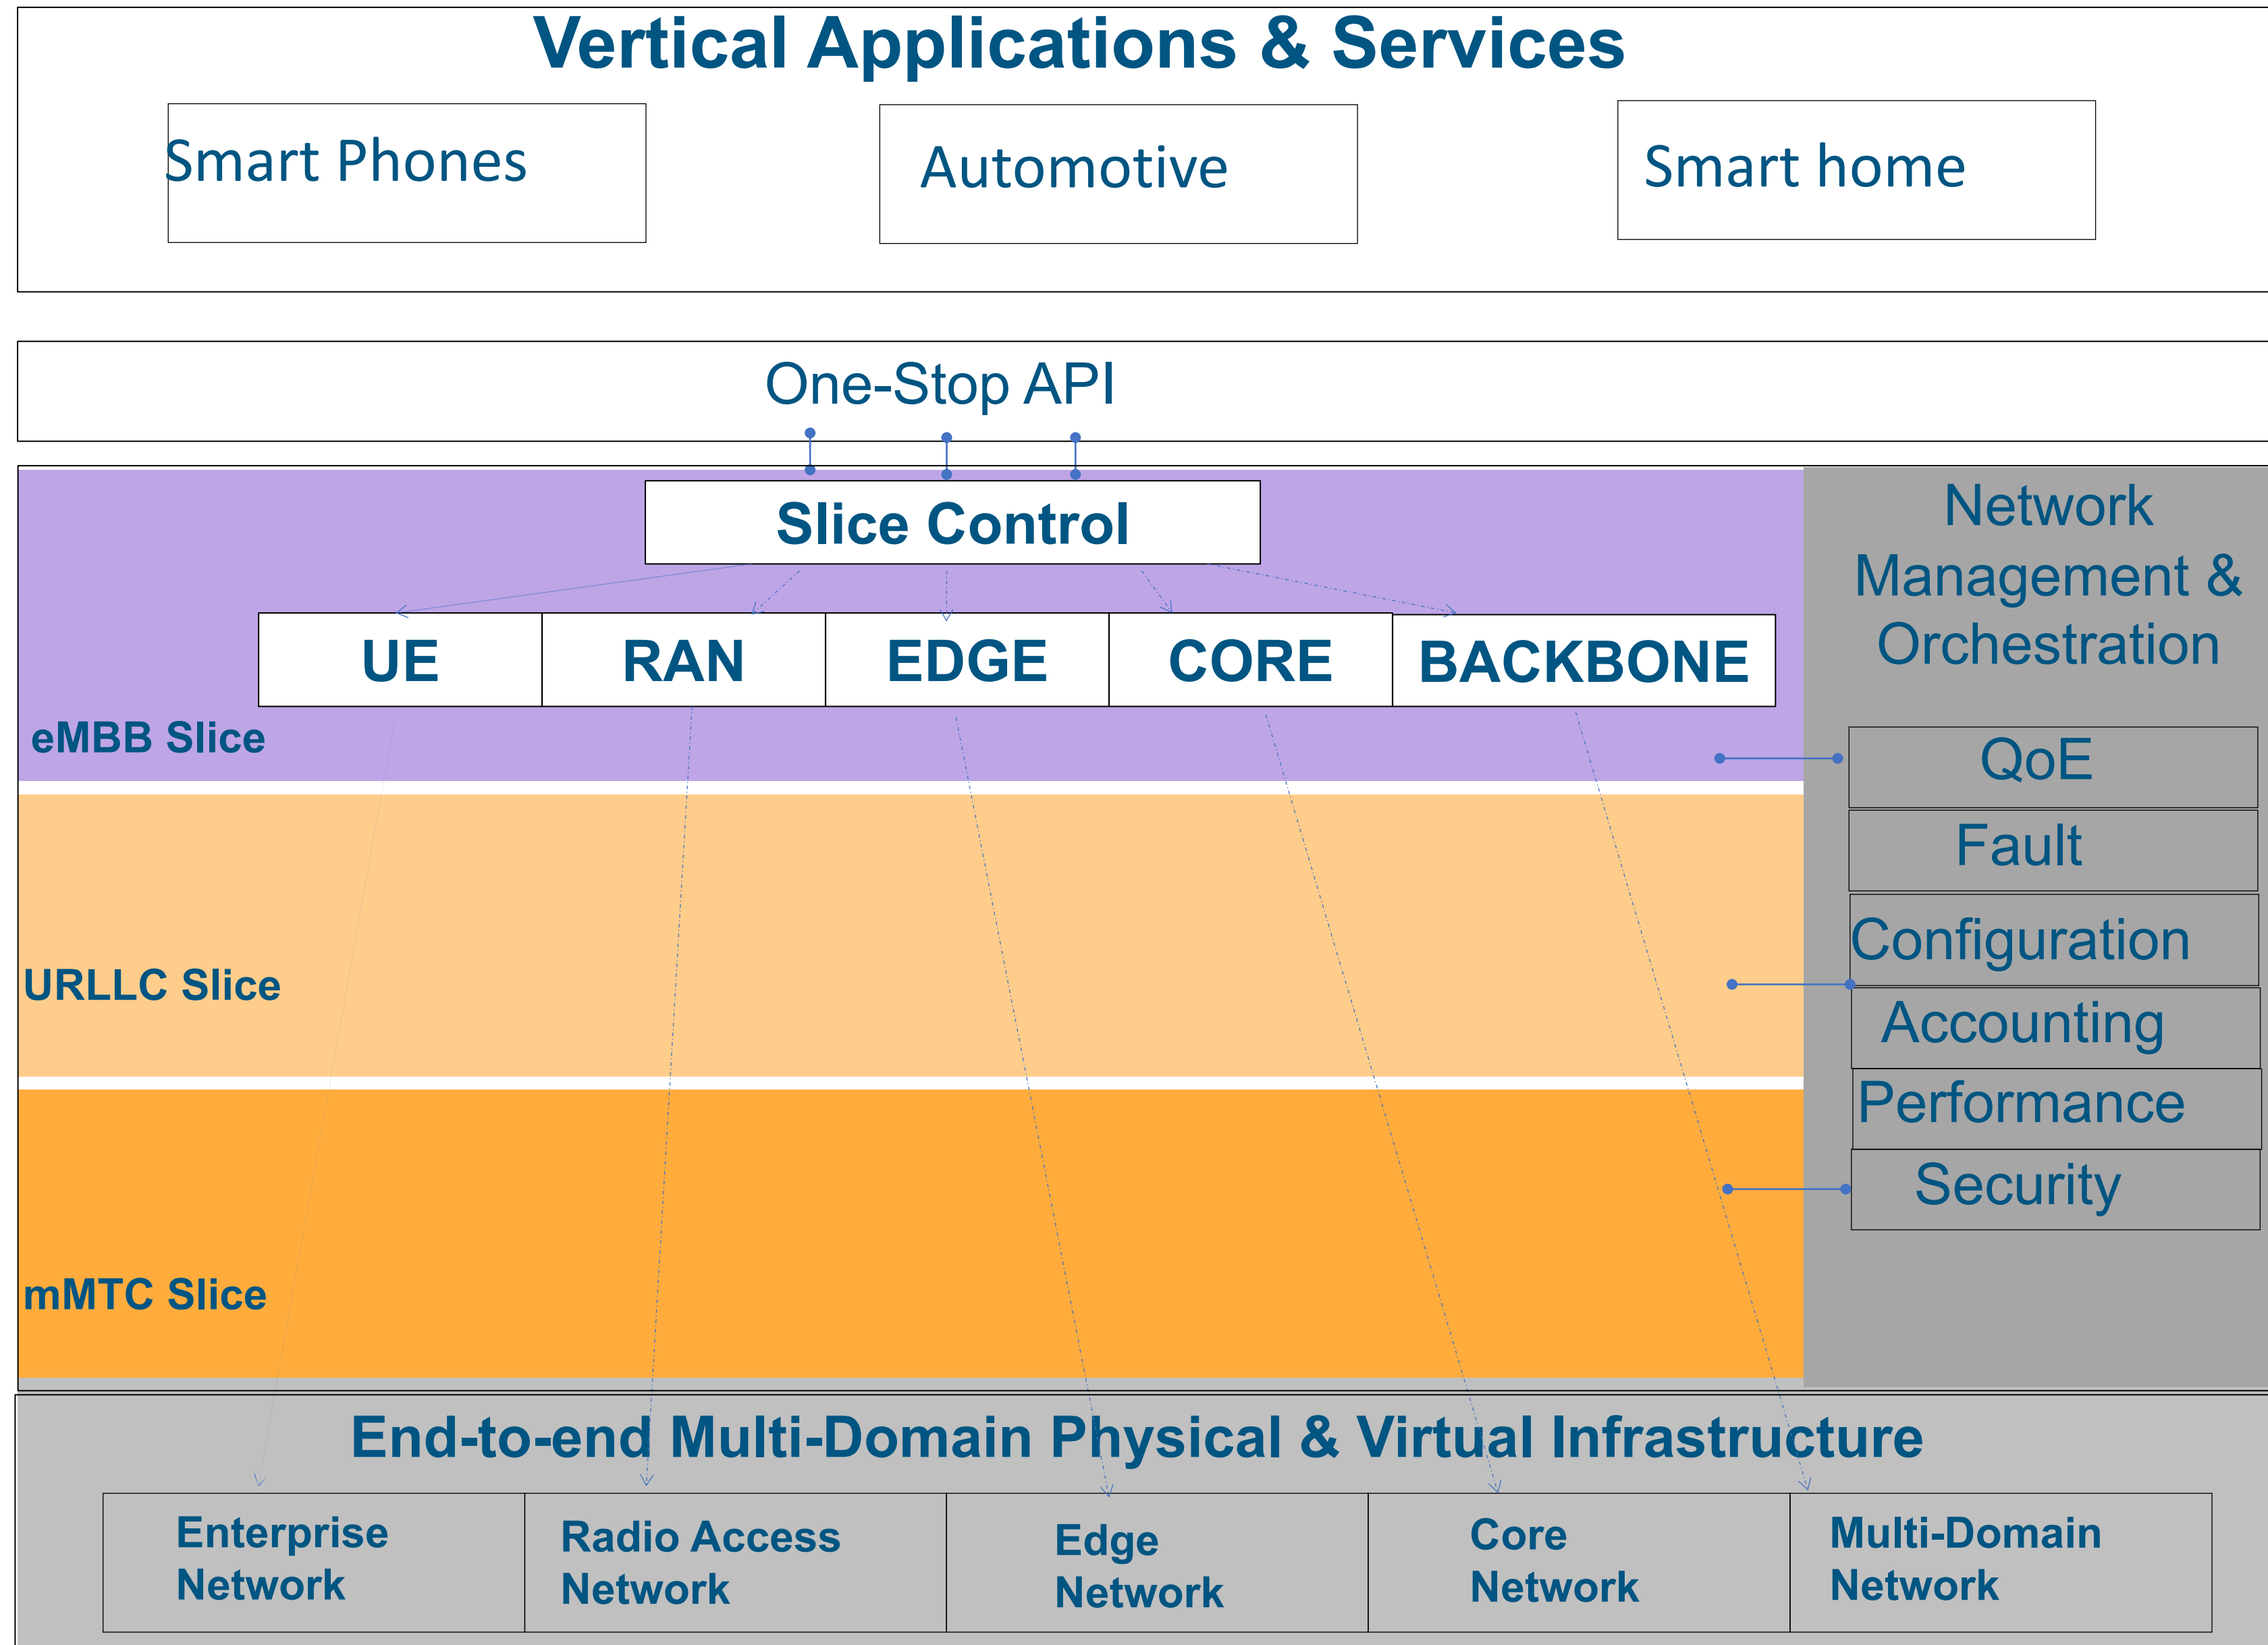 Vertical Applications & Services
Smart Phones
Automotive
Smart home
One-Stop API
Slice Control
UE
RAN
EDGE
CORE
BACKBONE
eMBB Slice
URLLC Slice
mMTC Slice
Network
Management &
Orchestration
QoE
Fault
Configuration
Accounting
Performance
Security
End-to-end Multi-Domain Physical & Virtual Infrastructure
Enterprise
Network
Radio Access
Network
Edge
Network
Core
Network
Multi-Domain
Network